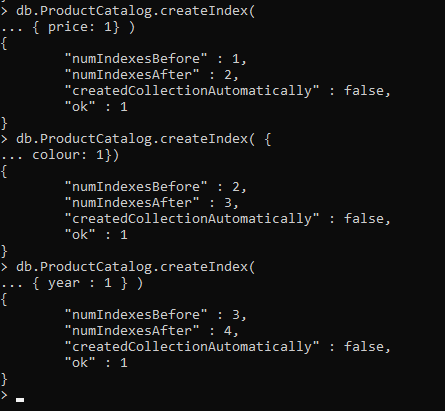 > db.ProductCatalog.createIndex(
... { price: 1} )
{
        "numIndexesBefore" : 1,
        "numIndexesAfter" : 2,
        "createdCollectionAutomatically" : false,
        "ok" : 1
}
> db.ProductCatalog.createIndex( {
... colour: 1})
{
        "numIndexesBefore" : 2,
        "numIndexesAfter" : 3,
        "createdCollectionAutomatically" : false,
        "ok" : 1
}
> db.ProductCatalog.createIndex(
... { year : 1 } )
{
        "numIndexesBefore" : 3,
        "numIndexesAfter" : 4,
        "createdCollectionAutomatically" : false,
        "ok" : 1
}
>